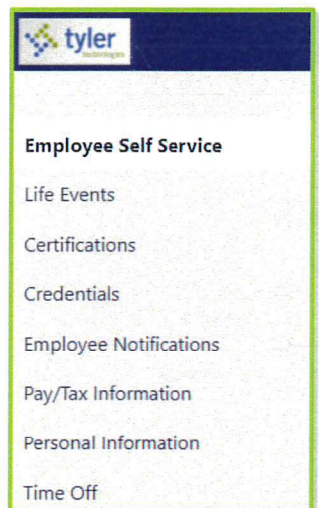 tyler
technologies
Employee Self Service
Life Events
Certifications
Credentials
Employee Notifications
Pay/Tax Information
Personal Information
Time Off